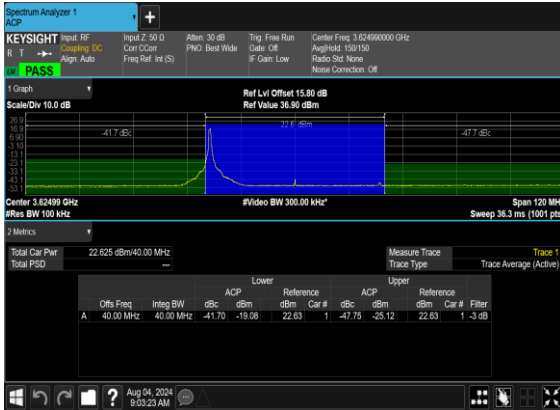 Spectrum Analyzer 1
ACP
+
KEYSIGHT Input: RF Input Z: 50 Ω Atten: 30 dB Trig: Free Run Center Freq: 3.624990000 GHz
R T Coupling: DC Corr CCorr PNO: Best Wide Gate: Off Avg|Hold: 150/150
Align: Auto Freq Ref: Int (S) IF Gain: Low Radio Std: None
LXI PASS Noise Correction: Off
1 Graph Ref Lvl Offset 15.80 dB
Scale/Div 10.0 dB Ref Value 36.90 dBm
26.9
16.9 -41.7 dBc 22.6 dBm -47.7 dBc
6.90
-3.10
-13.1
-23.1
-33.1
-43.1
-53.1
Center 3.62499 GHz #Video BW 300.00 kHz* Span 120 MHz
#Res BW 100 kHz Sweep 36.3 ms (1001 pts
2 Metrics
Total Car Pwr 22.625 dBm/40.00 MHz Measure Trace Trace 1
Total PSD --- Trace Type Trace Average (Active)
Lower Upper
ACP Reference ACP Reference
Offs Freq Integ BW dBc dBm dBm Car # dBc dBm dBm Car # Filter
A 40.00 MHz 40.00 MHz -41.70 -19.08 22.63 1 -47.75 -25.12 22.63 1 -3 dB
? Aug 04, 2024
9:03:23 AM